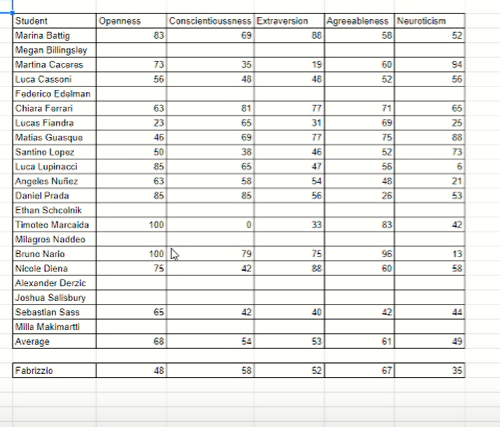 Student Openness Conscientioussness Extraversion Agreeableness Neuroticism
Marina Battig 83 69 88 58 52
Megan Billingsley
Martina Caceres 73 35 19 60 94
Luca Cassoni 56 48 48 52 56
Federico Edelman
Chiara Ferrari 63 81 77 71 65
Lucas Fiandra 23 65 31 69 25
Matias Guasque 46 69 77 75 88
Santino Lopez 50 38 46 52 73
Luca Lupinacci 85 65 47 56 6
Angeles Nuñez 63 58 54 48 21
Daniel Prada 85 85 56 26 53
Ethan Schcolnik
Timoteo Marcaida 100 0 33 83 42
Milagros Naddeo
Bruno Nario 100 79 75 96 13
Nicole Diena 75 42 88 60 58
Alexander Derzic
Joshua Salisbury
Sebastian Sass 65 42 40 42 44
Milla Makimartti
Average 68 54 53 61 49
Fabrizzio 48 58 52 67 35